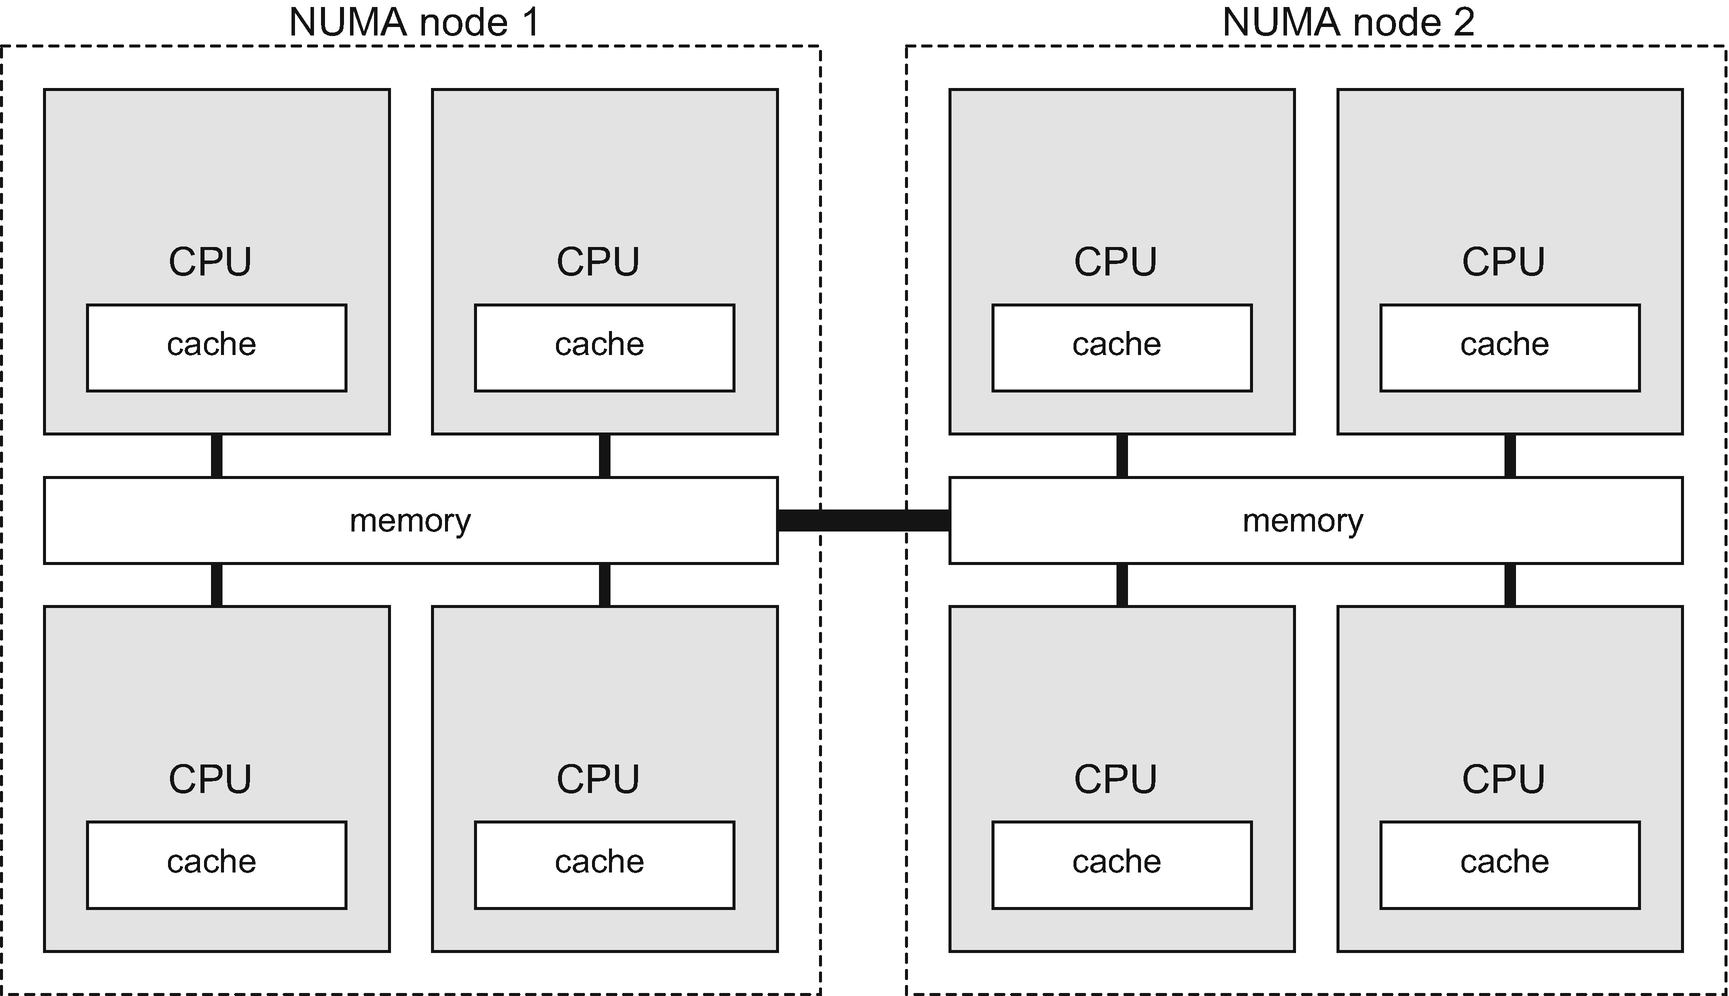 NUMA node 1
NUMA node 2
CPU
cache
CPU
cache
CPU
cache
CPU
cache
memory
memory
CPU
cache
CPU
cache
CPU
cache
CPU
cache